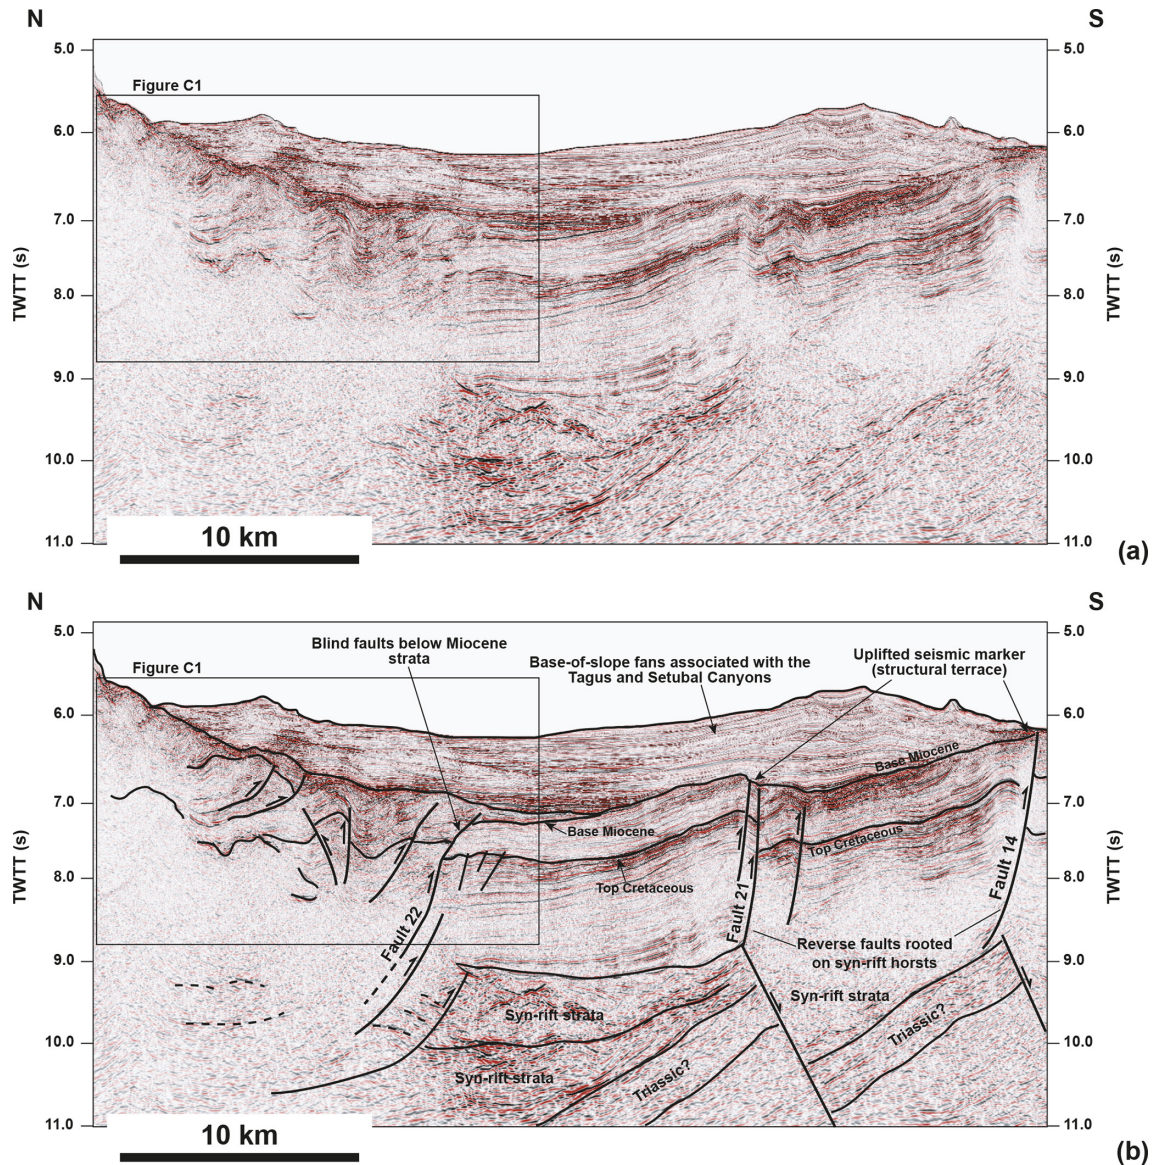 N
S
5.0
5.0
Figure C1
6.0
6.0
7.0
7.0
TWTT (s)
TWTT (s)
8.0
8.0
9.0
9.0
10.0
10.0
10 km
11.0
11.0
(a)
N
S
5.0
5.0
Blind faults below Miocene
strata
Figure C1
Base-of-slope fans associated with the
Tagus and Setubal Canyons
Uplifted seismic marker
(structural terrace)
6.0
6.0
Base Miocene
7.0
7.0
Base Miocene
Top Cretaceous
TWTT (s)
TWTT (s)
8.0
8.0
Top Cretaceous
Fault 22
Fault 21
Fault 14
Reverse faults rooted
on syn-rift horsts
9.0
9.0
Syn-rift strata
Syn-rift strata
Triassic?
10.0
10.0
Syn-rift strata
Triassic?
11.0
11.0
10 km
(b)